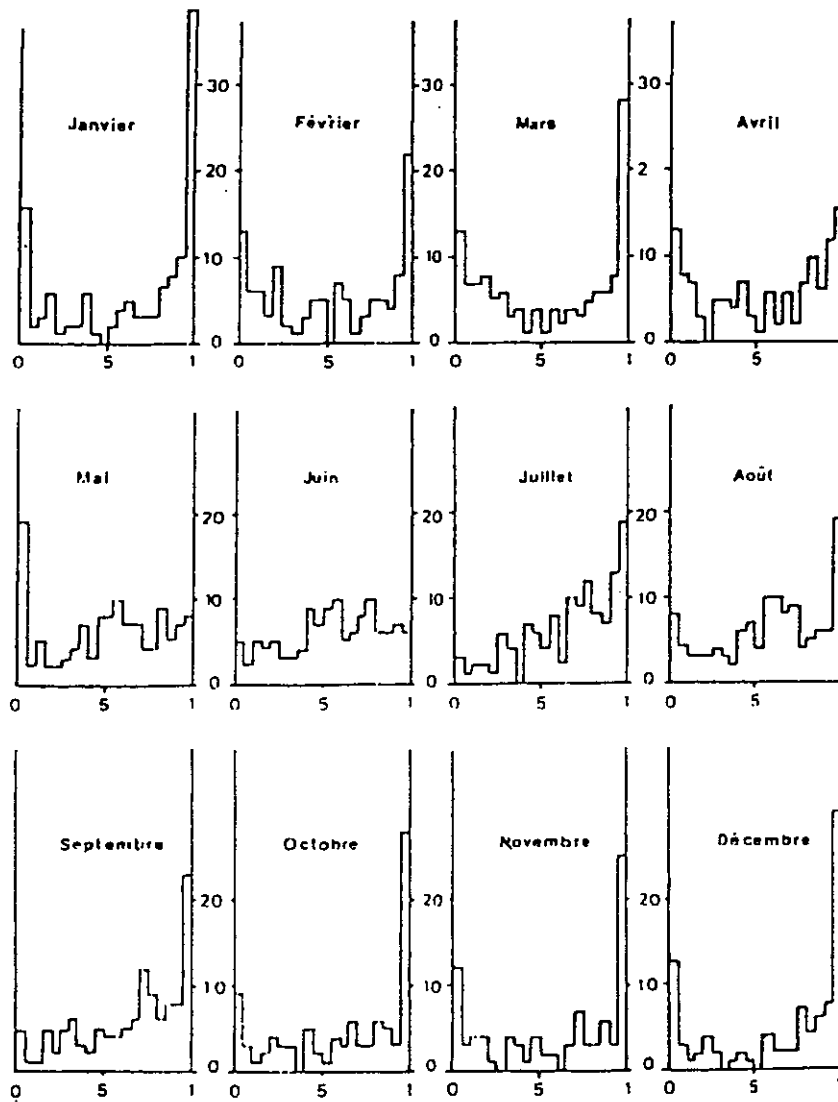 30 30 30
Janvier Février Mars Avril
20 20 2
10 10 10
0 0 0
0 5 0 5 1 0 5 1 0 5
Mai Juin Juillet Août
20 20 20
10 10 10
0 0 0
0 5 1 0 5 1 0 5 1 0 5 1
Septembre Octobre Novembre Décembre
20 20 20
10 10 10
0 0 0
0 5 1 0 5 1 0 5 1 0 5